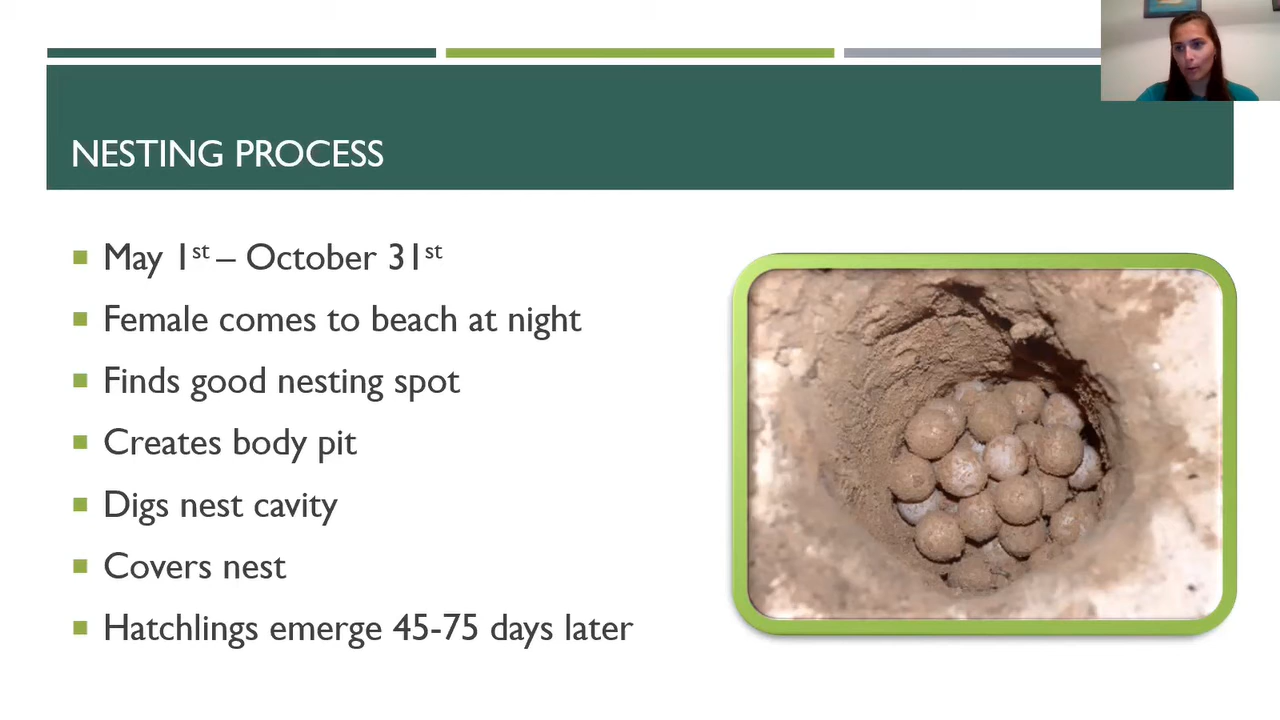 NESTING PROCESS
May 1st – October 31st
Female comes to beach at night
Finds good nesting spot
Creates body pit
Digs nest cavity
Covers nest
Hatchlings emerge 45-75 days later